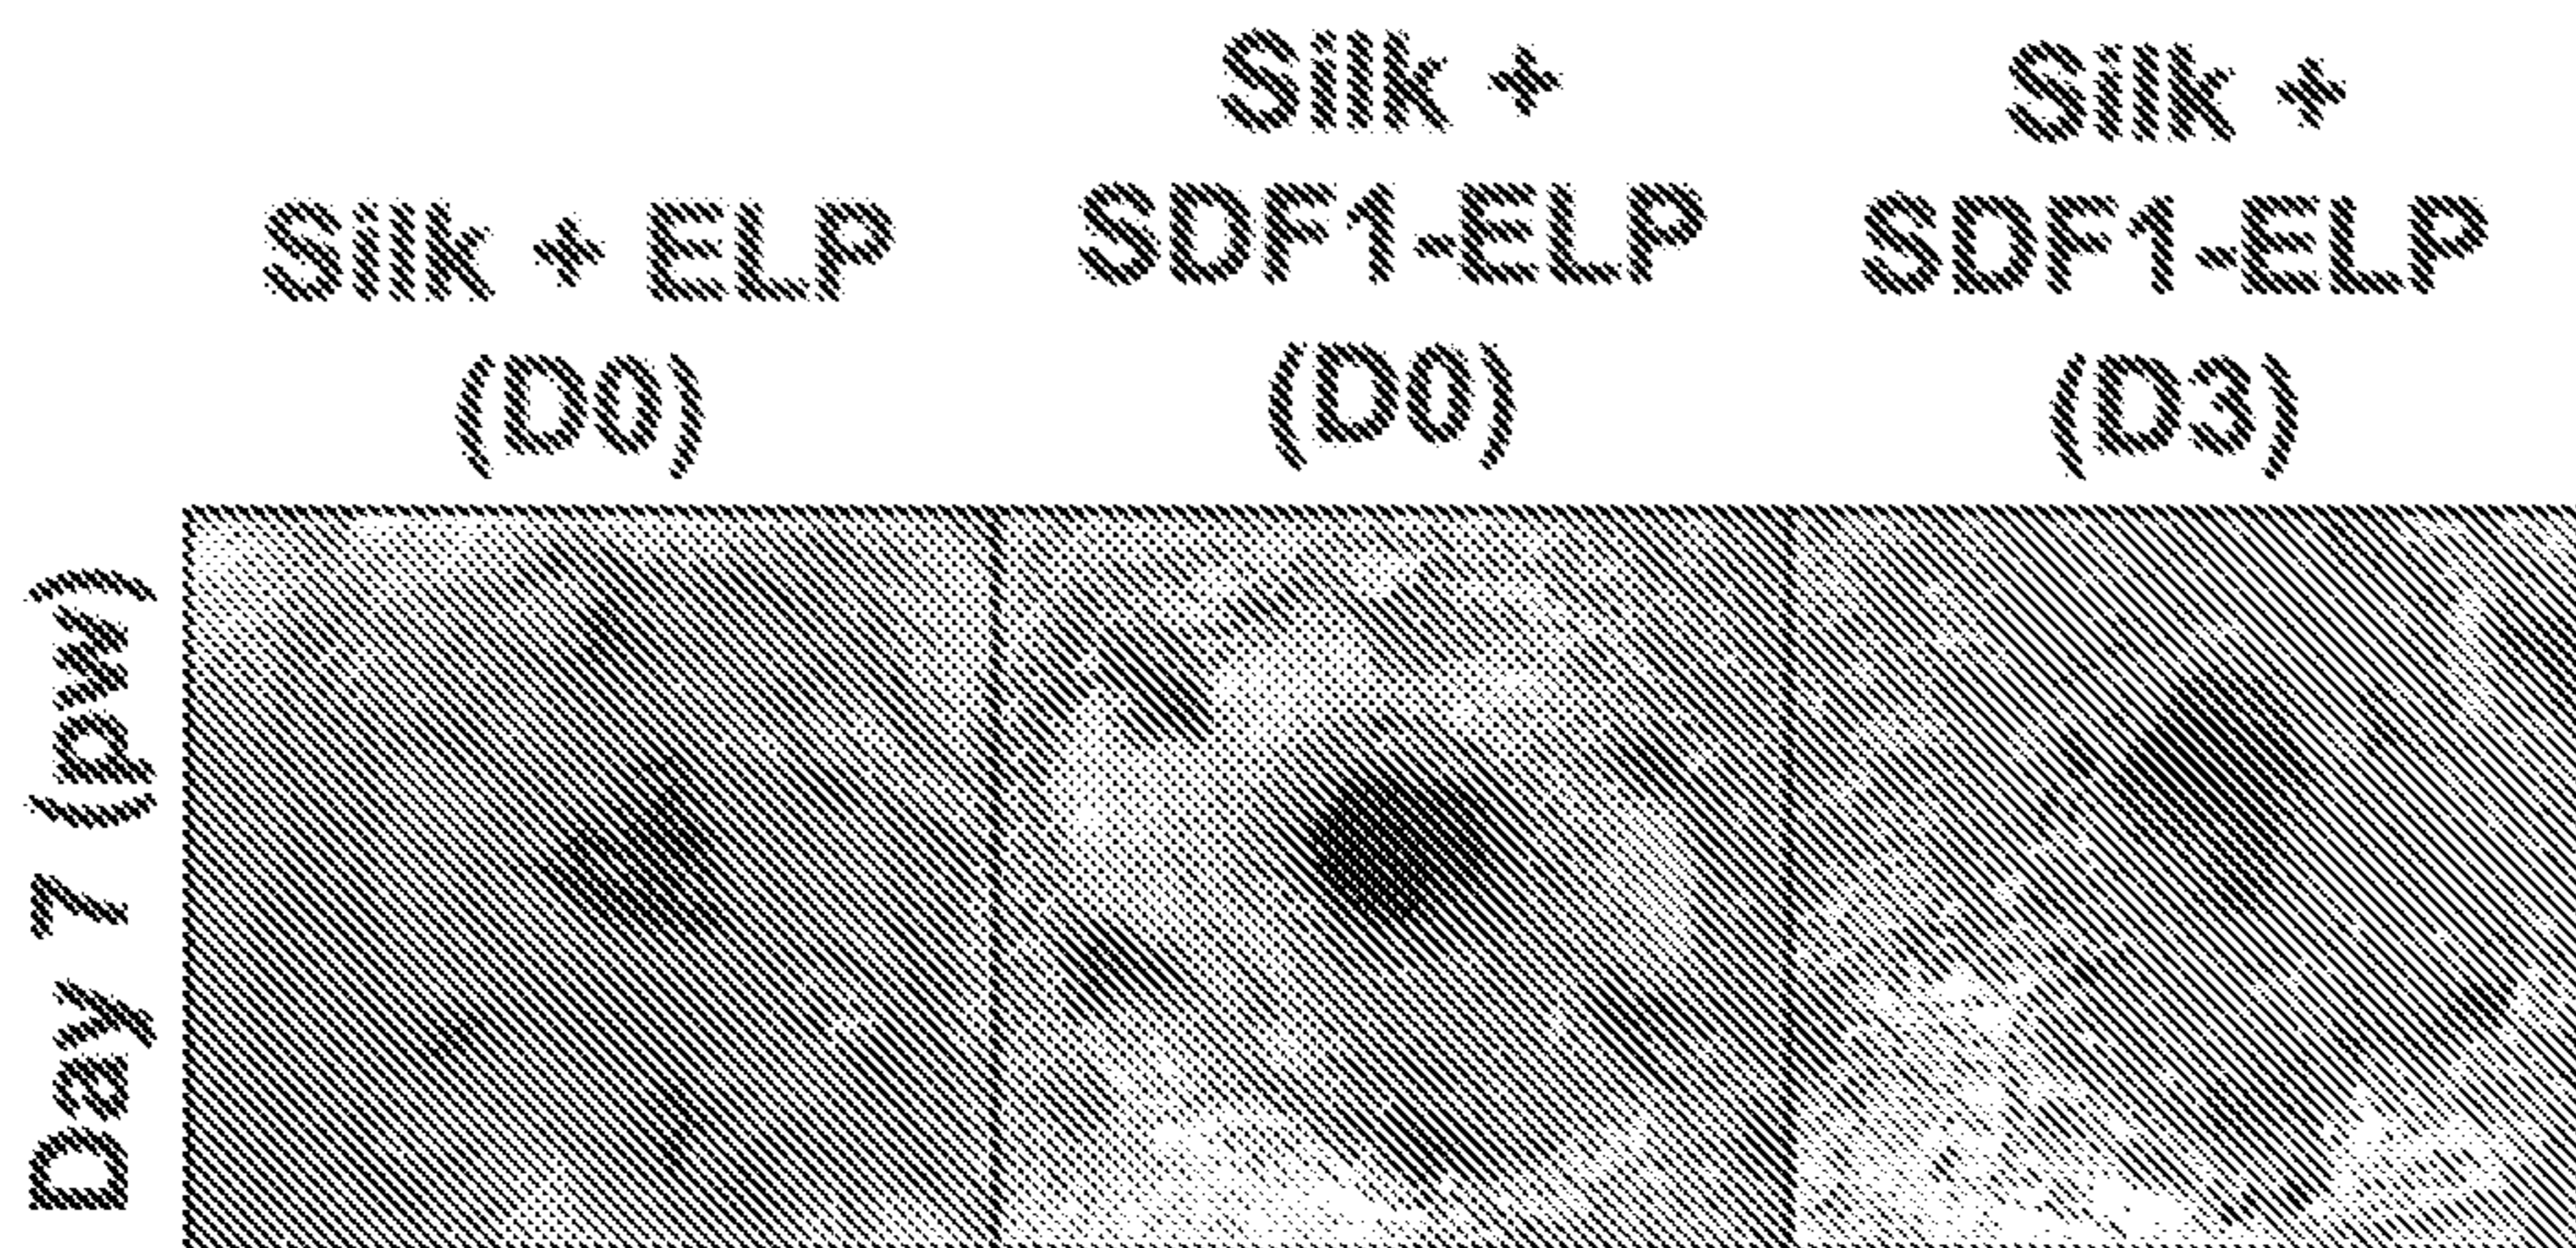 Silk + ELP
(D0)
Silk +
SDF1-ELP
(D0)
Silk +
SDF1-ELP
(D3)
Day 7 (pw)